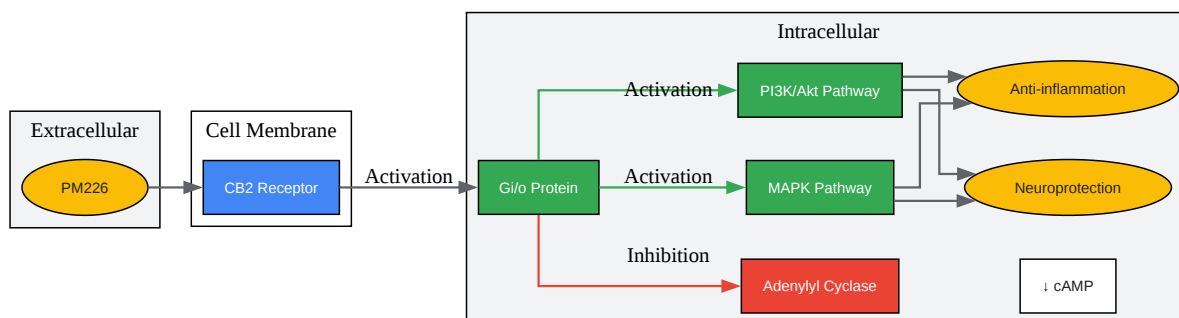 Intracellular
Extracellular
PM226
Cell Membrane
CB2 Receptor
Activation
Gi/o Protein
Activation
PI3K/Akt Pathway
Anti-inflammation
Activation
MAPK Pathway
Neuroprotection
Inhibition
Adenylyl Cyclase
↓ cAMP